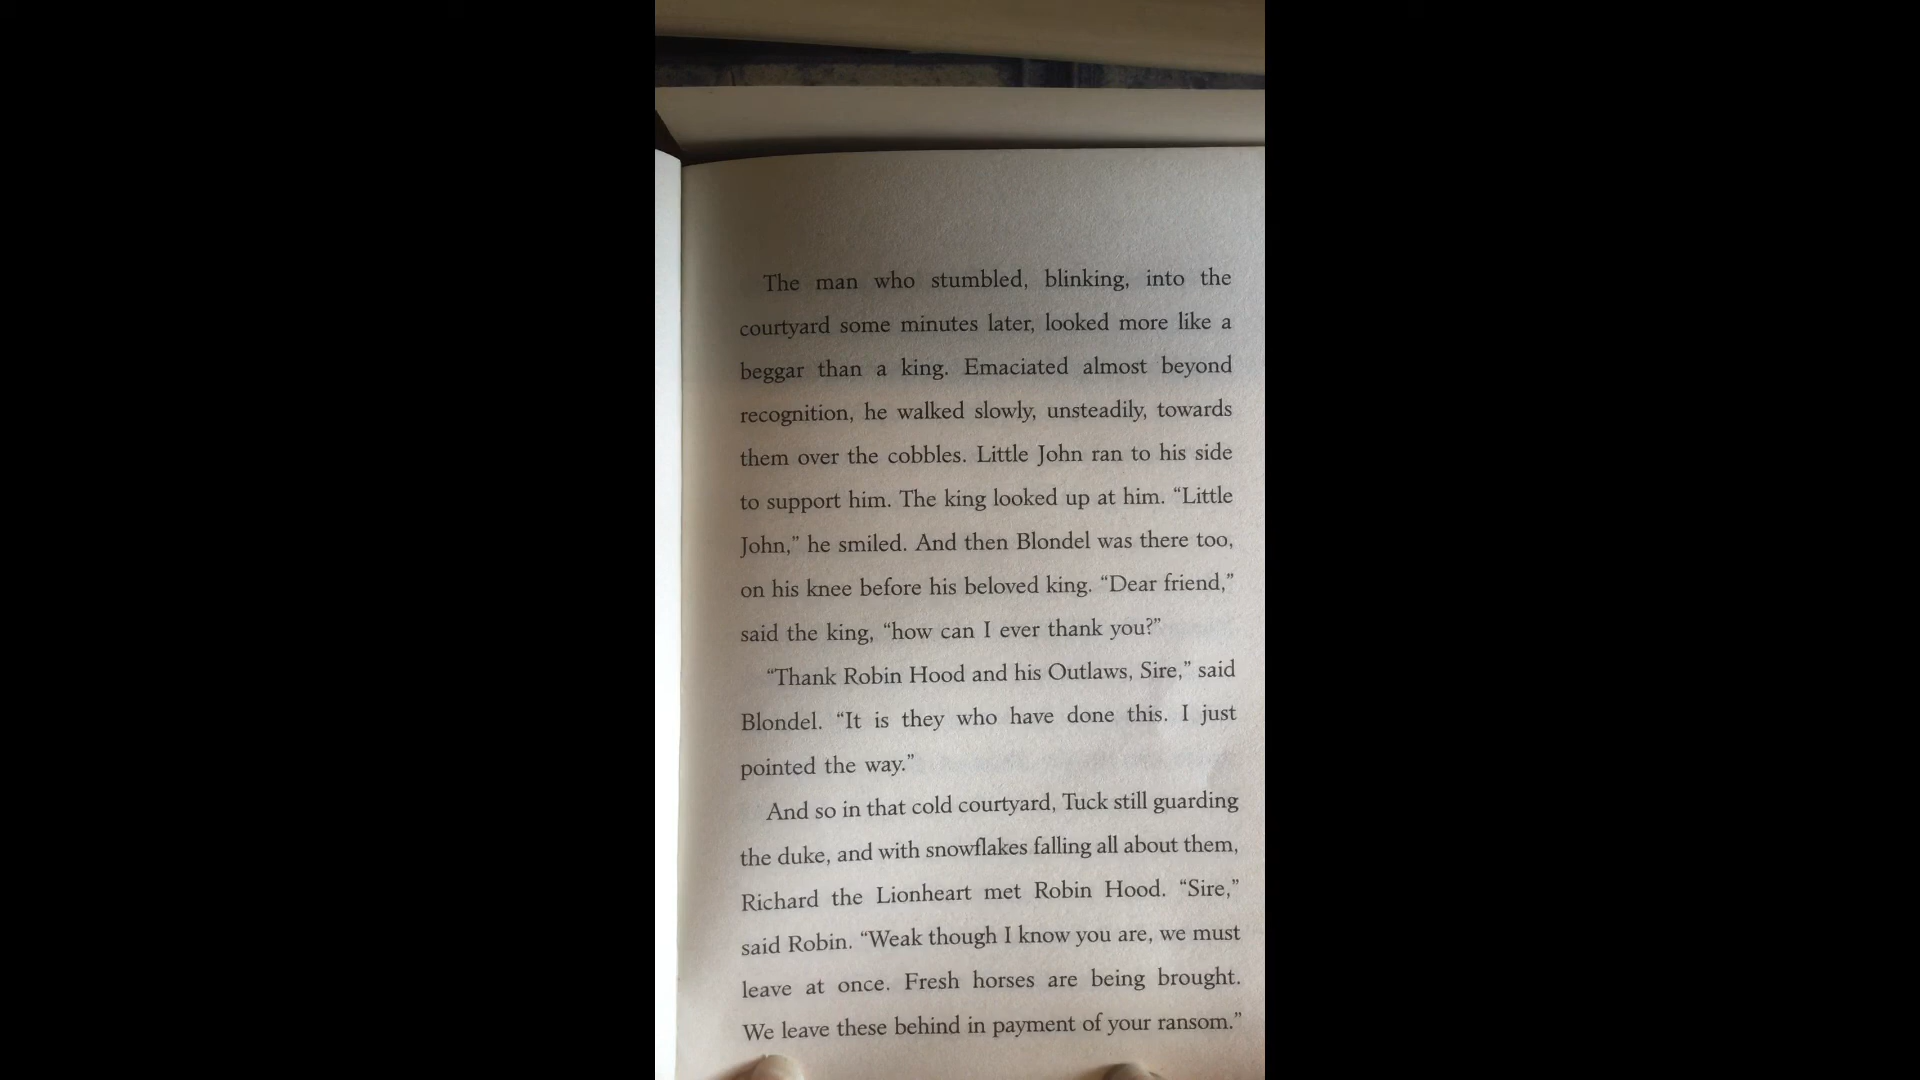 The man who stumbled, blinking, into the
courtyard some minutes later, looked more like a
beggar than a king. Emaciated almost beyond
recognition, he walked slowly, unsteadily, towards
them over the cobbles. Little John ran to his side
to support him. The king looked up at him. “Little
John,” he smiled. And then Blondel was there too,
on his knee before his beloved king. “Dear friend,”
said the king, “how can I ever thank you?”
“Thank Robin Hood and his Outlaws, Sire,” said
Blondel. “It is they who have done this. I just
pointed the way.”
And so in that cold courtyard, Tuck still guarding
the duke, and with snowflakes falling all about them,
Richard the Lionheart met Robin Hood. “Sire,”
said Robin. “Weak though I know you are, we must
leave at once. Fresh horses are being brought.
We leave these behind in payment of your ransom.”